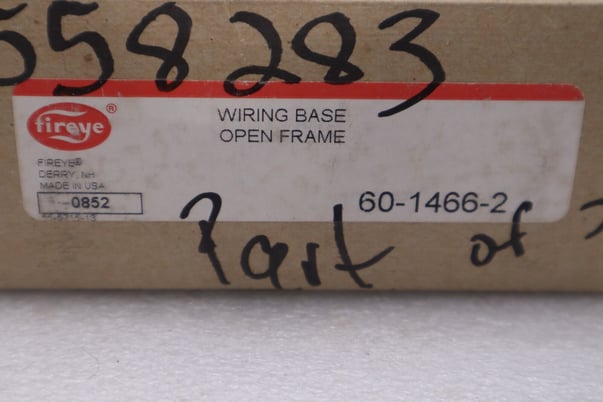 558283
fireye®
WIRING BASE
OPEN FRAME
FIREYE®
DERRY, NH
MADE IN USA
0852
60-1466-2
Part of